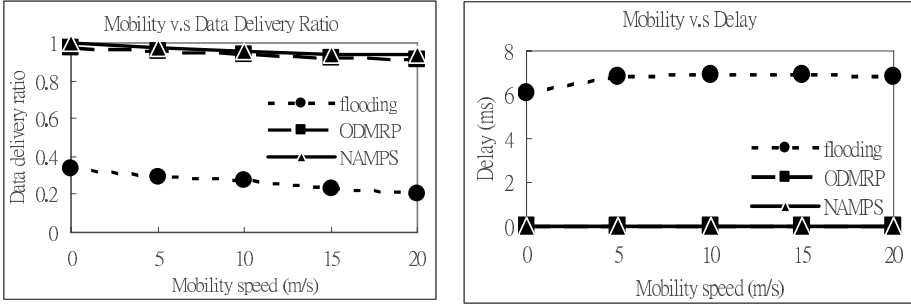 Mobility v.s Data Delivery Ratio
Data delivery ratio
1
0.8
0.6
0.4
0.2
0
flooding
ODMRP
NAMPS
0 5 10 15 20
Mobility speed (m/s)
Mobility v.s Delay
Delay (ms)
8
6
4
2
0
flooding
ODMRP
NAMPS
0 5 10 15 20
Mobility speed (m/s)